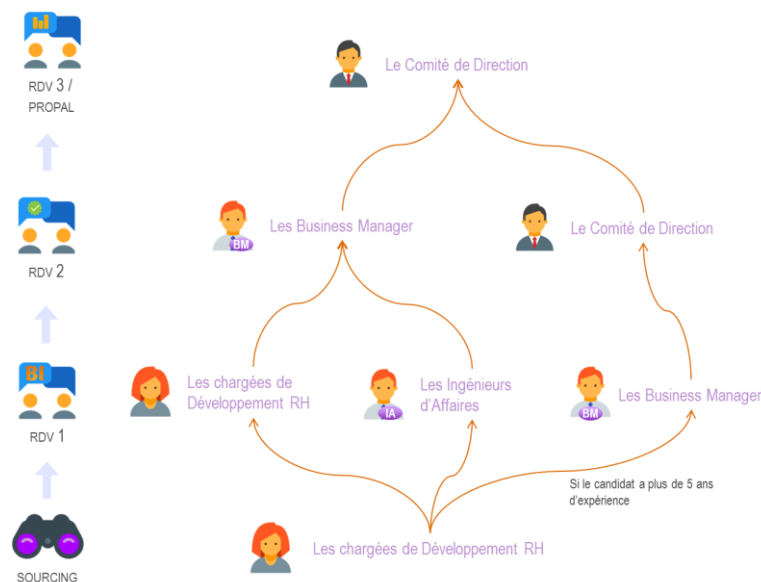 Le Comité de Direction
RDV 3 /
PROPAL
BM
Les Business Manager
Le Comité de Direction
RDV 2
BI
Les chargées de
Développement RH
IA
Les Ingénieurs
d'Affaires
BM
Les Business Manager
RDV 1
Si le candidat a plus de 5 ans
d'expérience
Les chargées de Développement RH
SOURCING